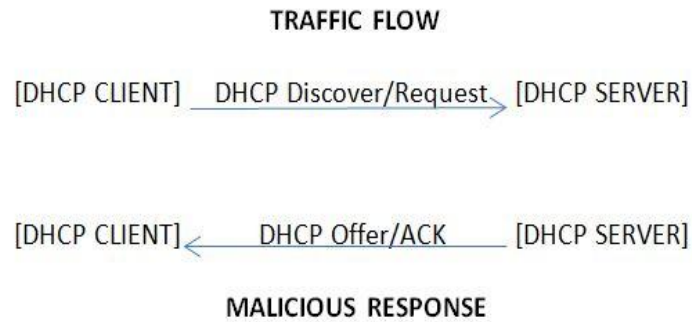 TRAFFIC FLOW
[DHCP CLIENT] DHCP Discover/Request [DHCP SERVER]
[DHCP CLIENT] DHCP Offer/ACK [DHCP SERVER]
MALICIOUS RESPONSE